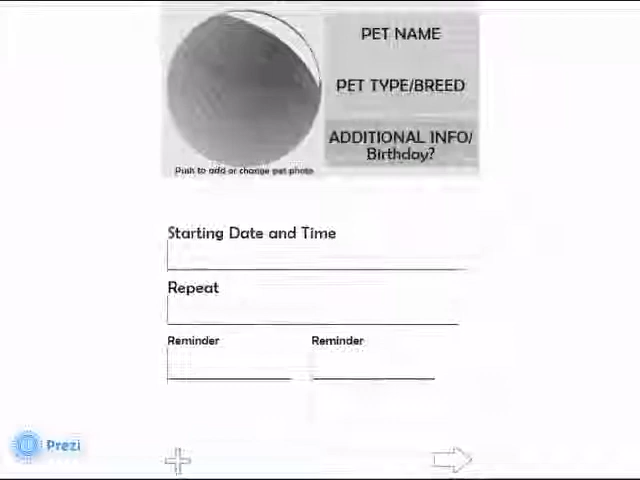 PET NAME
PET TYPE/BREED
ADDITIONAL INFO/
Birthday?
Push to add or change pet photo
Starting Date and Time
Repeat
Reminder Reminder
Prezi